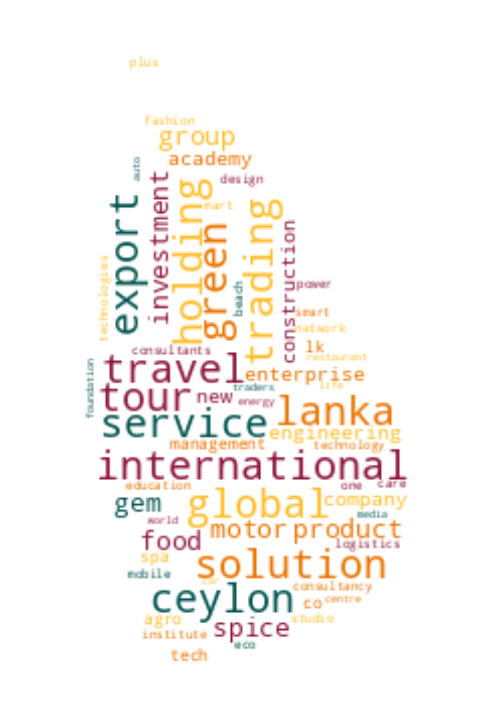 plus
fashion
group
academy
auto
design
investment
holding
mart
export
trading
green
construction
technologies
beach
power
smart
network
lk
consultants
restaurant
travel
enterprise
foundation
traders
life
tour
new
energy
lanka
service
engineering
management
technology
international
education
one
care
gem
global
company
world
media
motor
product
food
logistics
spa
solution
mobile
car
consultancy
ceylon
co
centre
agro
spice
studio
institute
eco
tech